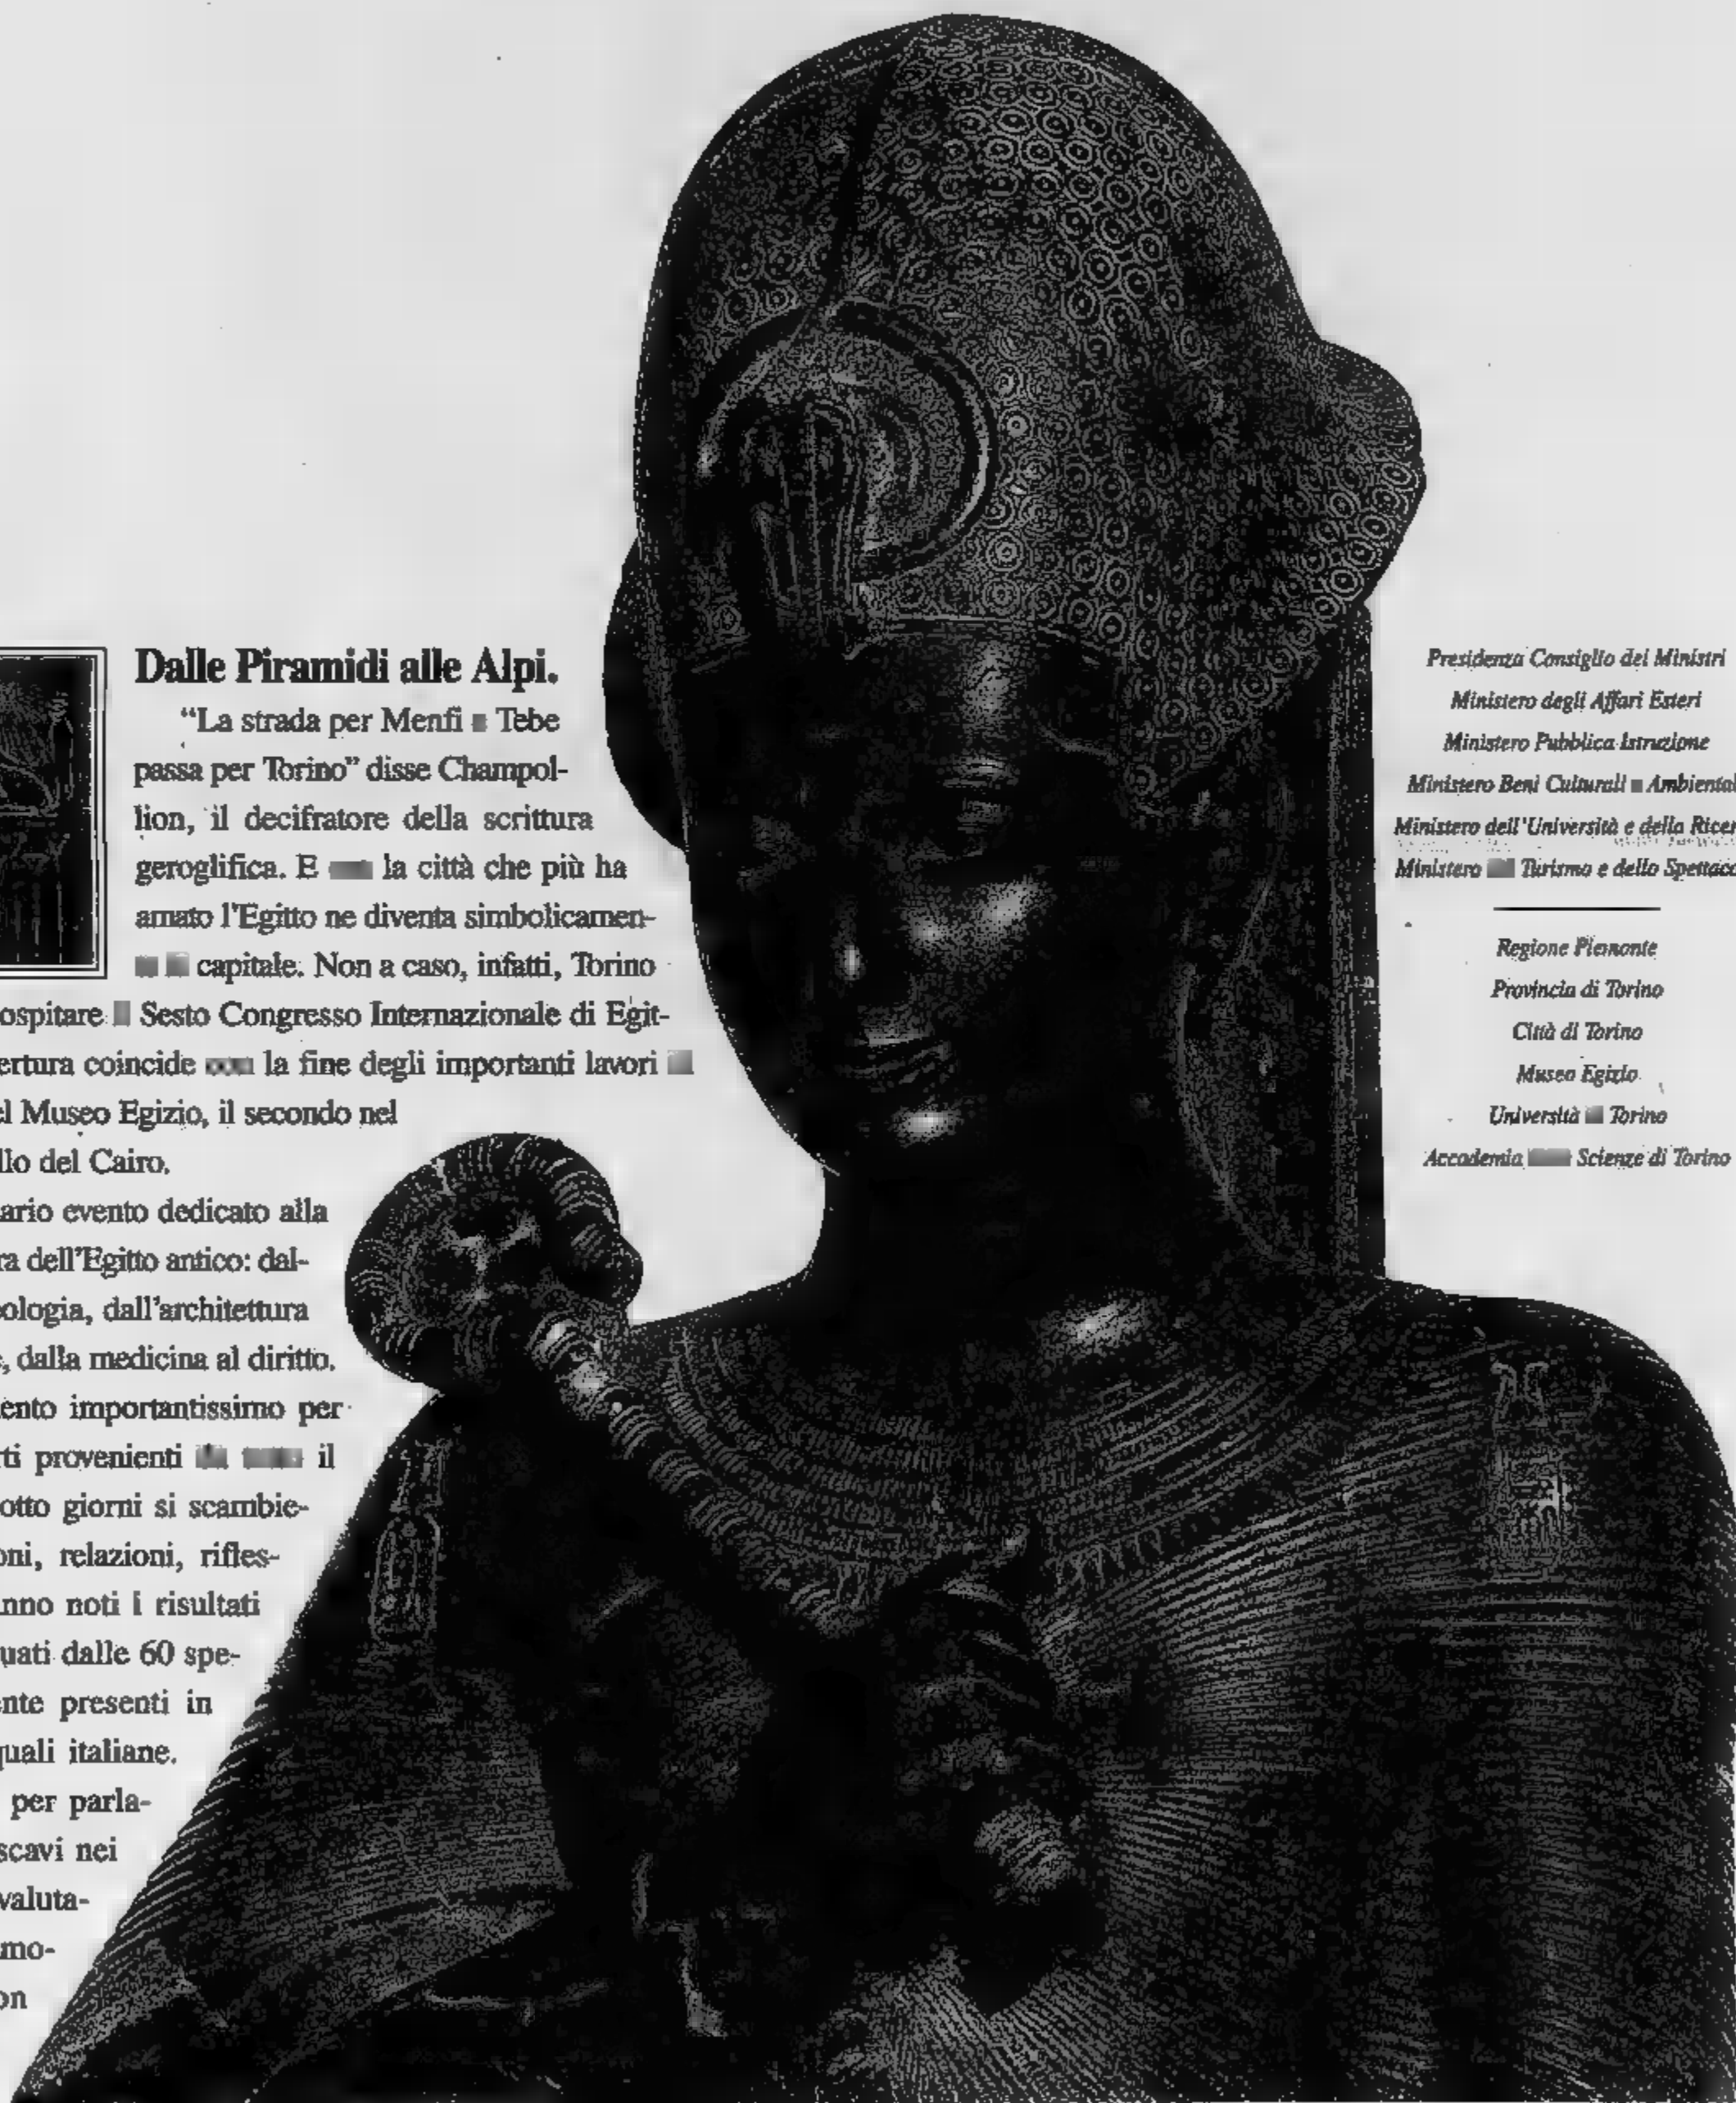 Dalle Piramidi alle Alpi.
“La strada per Menfi Tebe
passa per Torino” disse Champol-
lion, il decifratore della scrittura
geroglifica. E la città che più ha
amato l'Egitto ne diventa simbolicamen-
capitale. Non a caso, infatti, Torino
ospitare Sesto Congresso Internazionale di Egit-
ertura coincide con la fine degli importanti lavori
el Museo Egizio, il secondo nel
llo del Cairo.
ario evento dedicato alla
ra dell'Egitto antico: dal-
eologia, dall'architettura
e, dalla medicina al diritto.
ento importantissimo per
rti provenienti il
otto giorni si scambie-
oni, relazioni, rifles-
anno noti i risultati
uati dalle 60 spe-
ente presenti in
quali italiane.
per parla-
scavi nei
valuta-
mo-
on
Presidenza Consiglio dei Ministri
Ministero degli Affari Esteri
Ministero Pubblica Istruzione
Ministero Beni Culturali Ambiental
Ministero dell'Università e della Ricer
Ministero Turismo e dello Spettaco
Regione Piemonte
Provincia di Torino
Città di Torino
Museo Egizio
Università Torino
Accademia Scienze di Torino